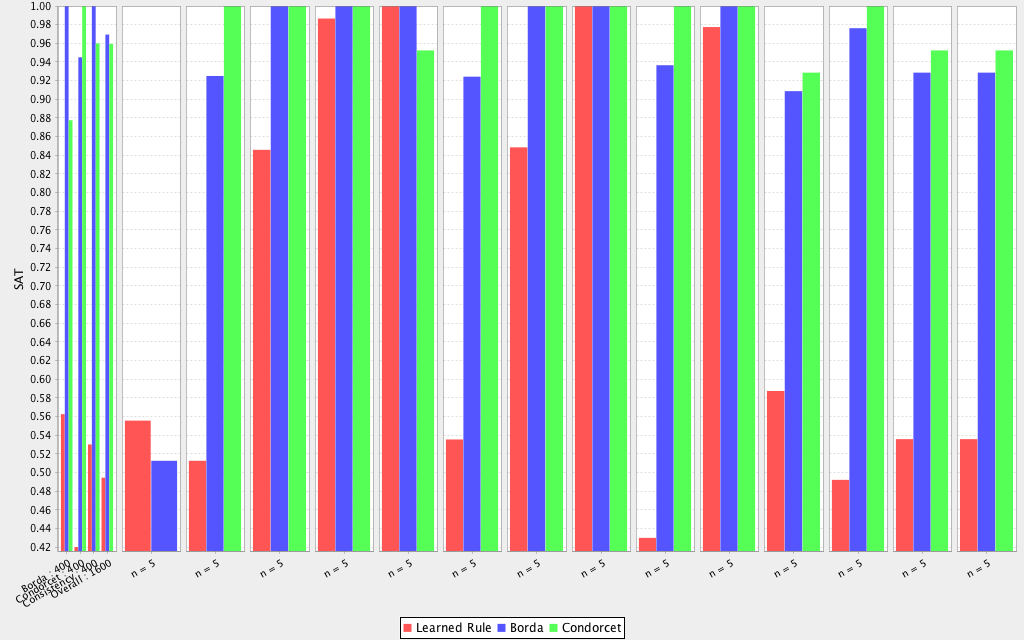 1.00
0.98
0.96
0.94
0.92
0.90
0.88
0.86
0.84
0.82
0.80
0.78
0.76
0.74
0.72
0.70
0.68
0.66
0.64
0.62
0.60
0.58
0.56
0.54
0.52
0.50
0.48
0.46
0.44
0.42
SAT
Borda : 400
Condorcet : 400
Consistency : 400
Overall : 1600
n = 5
n = 5
n = 5
n = 5
n = 5
n = 5
n = 5
n = 5
n = 5
n = 5
n = 5
n = 5
n = 5
n = 5
Learned Rule Borda Condorcet